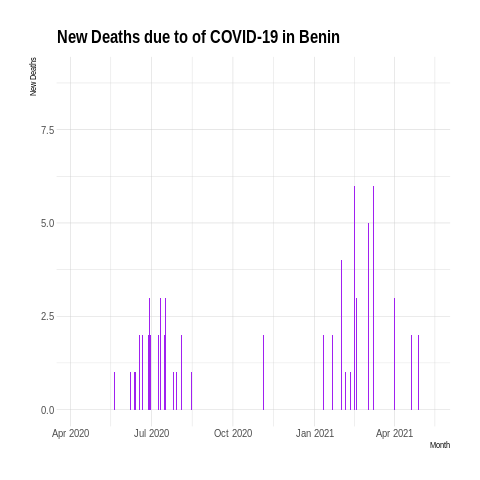 New Deaths due to of COVID-19 in Benin
New Deaths
7.5
5.0
2.5
0.0
Apr 2020 Jul 2020 Oct 2020 Jan 2021 Apr 2021
Month